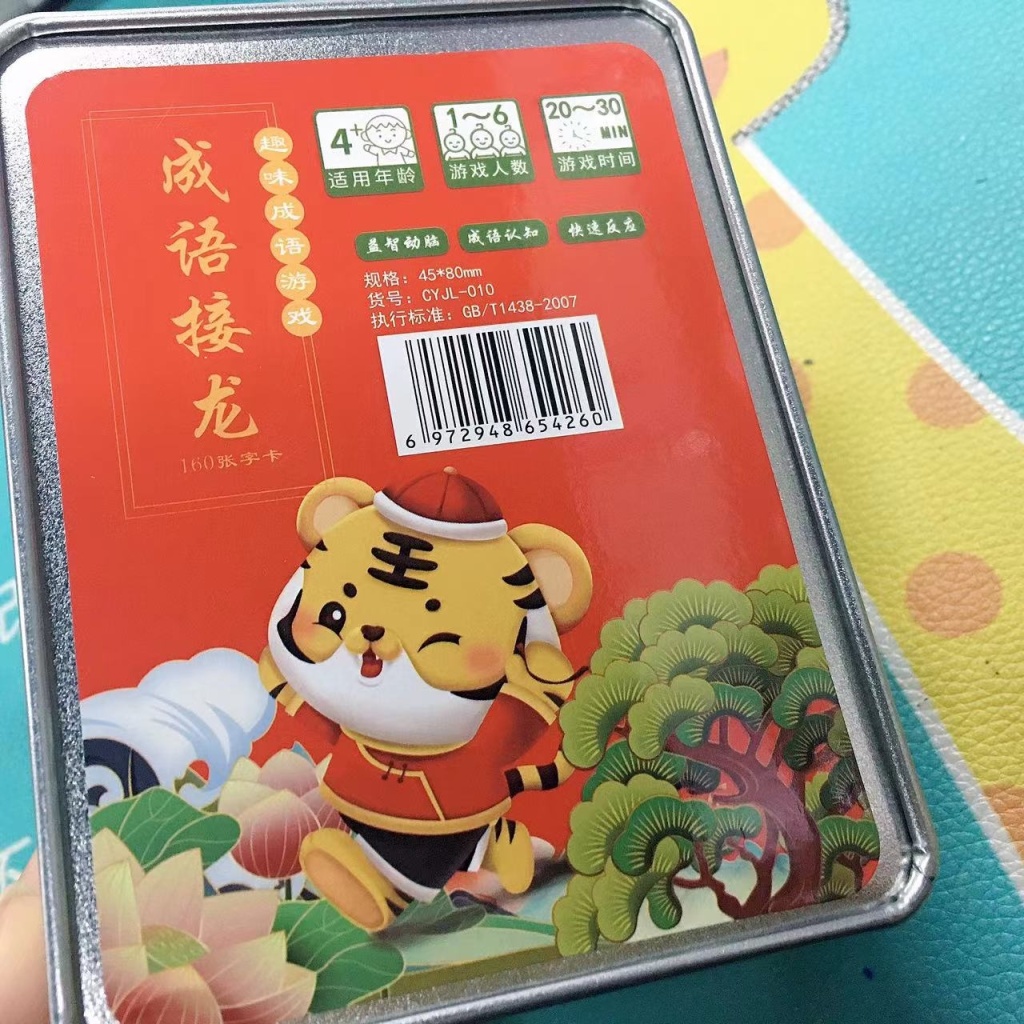 成语接龙
趣味成语游戏
160张字卡
4+
适用年龄
1～6
游戏人数
20～30
MIN
游戏时间
益智动脑 成语认知 快速反应
规格：45*80mm
货号：CYJL-010
执行标准：GB/T1438-2007
6 972948 654260
王